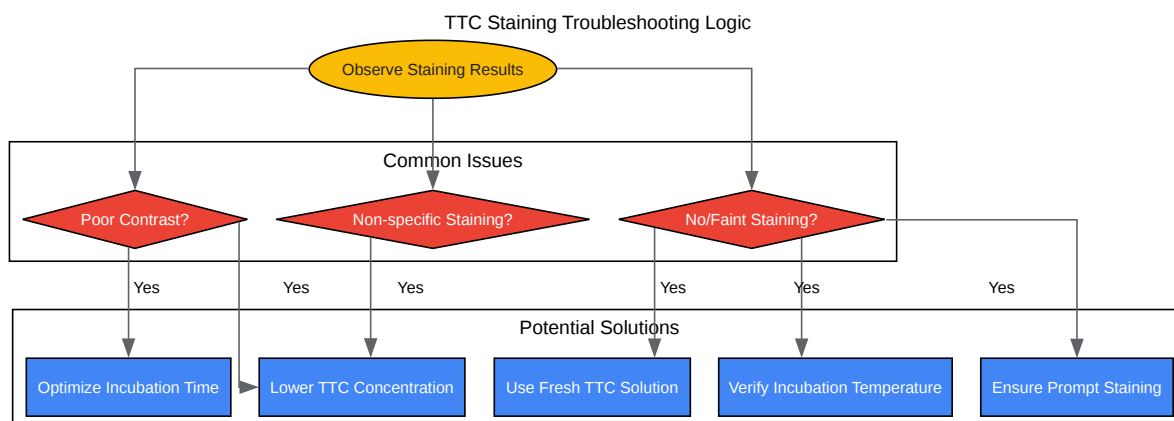 TTC Staining Troubleshooting Logic
Observe Staining Results
Common Issues
Poor Contrast?
Non-specific Staining?
No/Faint Staining?
Yes
Yes
Yes
Yes
Yes
Yes
Potential Solutions
Optimize Incubation Time
Lower TTC Concentration
Use Fresh TTC Solution
Verify Incubation Temperature
Ensure Prompt Staining